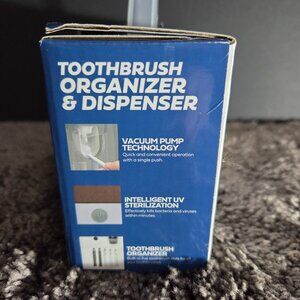 TOOTHBRUSH
ORGANIZER
& DISPENSER
VACUUM PUMP
TECHNOLOGY
Quick and convenient operation
with a single push.
INTELLIGENT UV
STERILIZATION
Effectively kills bacteria and viruses
within minutes.
TOOTHBRUSH
ORGANIZER